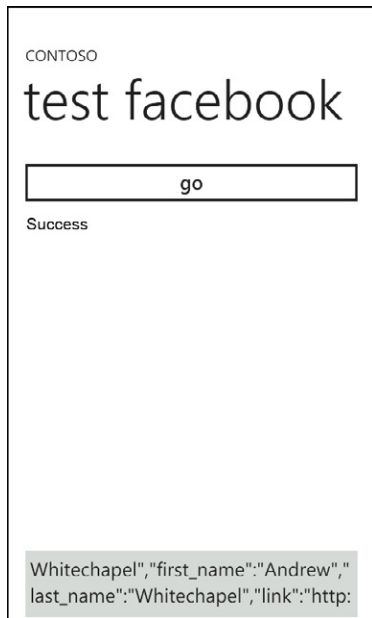 CONTOSO
test facebook
go
Success
Whitechapel","first_name":"Andrew","
last_name":"Whitechapel","link":"http: